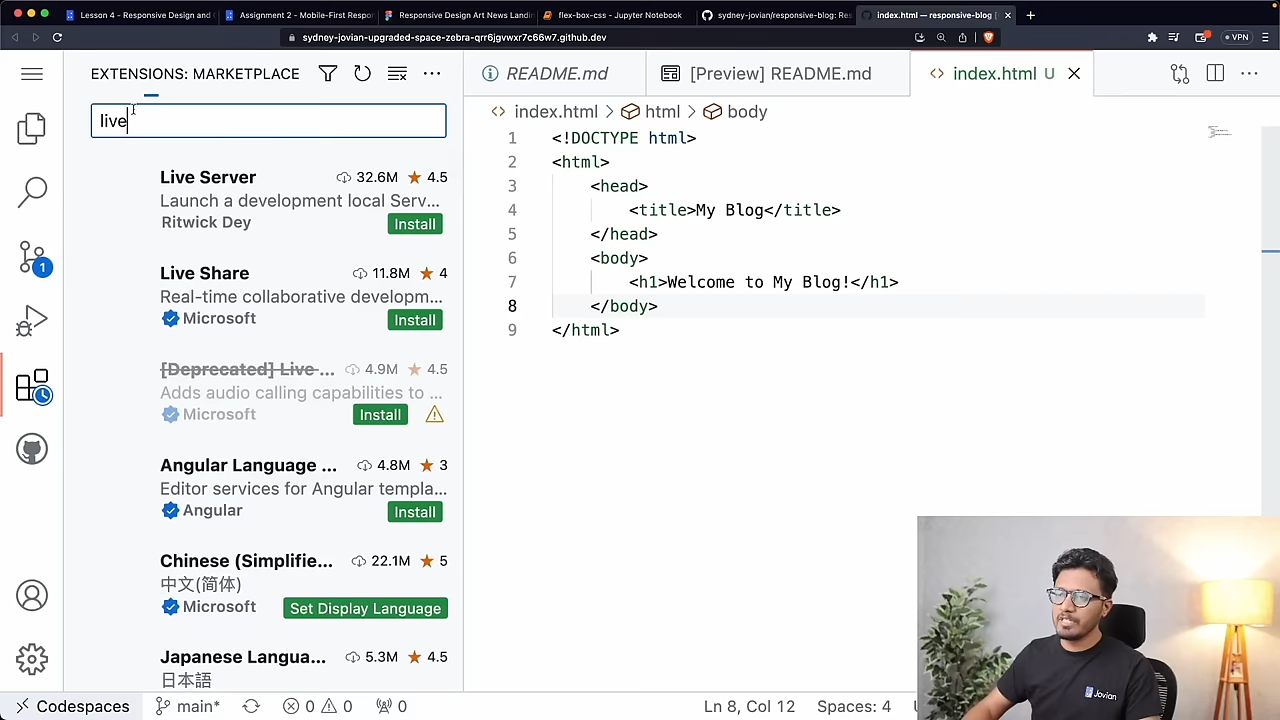 Lesson 4 - Responsive Design and
Assignment 2 - Mobile-First Respo
Responsive Design Art News Landin
flex-box-css - Jupyter Notebook
sydney-jovian/responsive-blog: Res
index.html — responsive-blog [
sydney-jovian-upgraded-space-zebra-qrr6jgvwxr7c66w7.github.dev
VPN
EXTENSIONS: MARKETPLACE
live
Live Server 32.6M 4.5
Launch a development local Serv...
Ritwick Dey Install
Live Share 11.8M 4
Real-time collaborative developm...
Microsoft Install
[Deprecated] Live ... 4.9M 4.5
Adds audio calling capabilities to ...
Microsoft Install
Angular Language ... 4.8M 3
Editor services for Angular templa...
Angular Install
Chinese (Simplifie... 22.1M 5
中文(简体)
Microsoft Set Display Language
Japanese Langua... 5.3M 4.5
日本語
1
README.md
[Preview] README.md
index.html U
index.html > html > body
1 <!DOCTYPE html>
2 <html>
3 <head>
4 <title>My Blog</title>
5 </head>
6 <body>
7 <h1>Welcome to My Blog!</h1>
8 </body>
9 </html>
Jovian
Codespaces
main*
0 0
0
Ln 8, Col 12
Spaces: 4